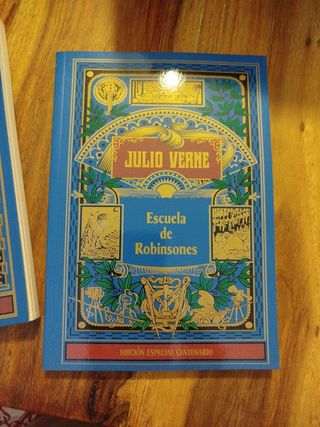 JULIO VERNE
Escuela
de
Robinsones
EDICIÓN ESPECIAL CENTENARIO